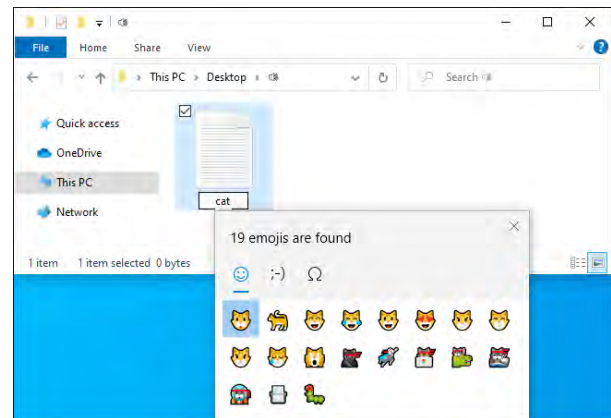 File Home Share View
This PC Desktop
Search
Quick access
OneDrive
This PC
Network
cat
19 emojis are found
;-) Ω
1 item 1 item selected 0 bytes